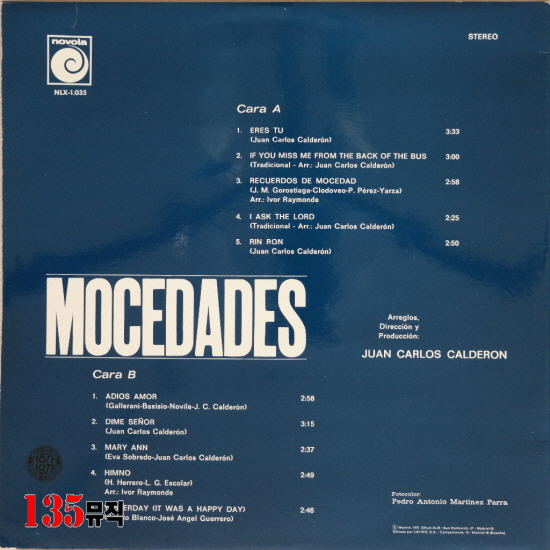 novola
NLX-1.035
STEREO
Cara A
1. ERES TU 3:33
(Juan Carlos Calderón)
2. IF YOU MISS ME FROM THE BACK OF THE BUS 3:00
(Tradicional - Arr.: Juan Carlos Calderón)
3. RECUERDOS DE MOCEDAD 2:58
(J. M. Gorostiaga-Clodoveo-P. Pérez-Yarza)
Arr.: Ivor Raymonde
4. I ASK THE LORD 2:25
(Tradicional - Arr.: Juan Carlos Calderón)
5. RIN RON 2:50
(Juan Carlos Calderón)
MOCEDADES
Arreglos,
Dirección y
Producción:
JUAN CARLOS CALDERON
Cara B
1. ADIOS AMOR 2:58
(Gallerani-Basisio-Novile-J. C. Calderón)
2. DIME SEÑOR 3:15
(Juan Carlos Calderón)
3. MARY ANN 2:37
(Eva Sobredo-Juan Carlos Calderón)
4. HIMNO 2:49
(H. Herrero-L. G. Escolar)
Arr.: Ivor Raymonde
(IT WAS A HAPPY DAY) 2:46
Blanco-José Angel Guerrero)
135뮤직
Fotocolor:
Pedro Antonio Martínez Parra